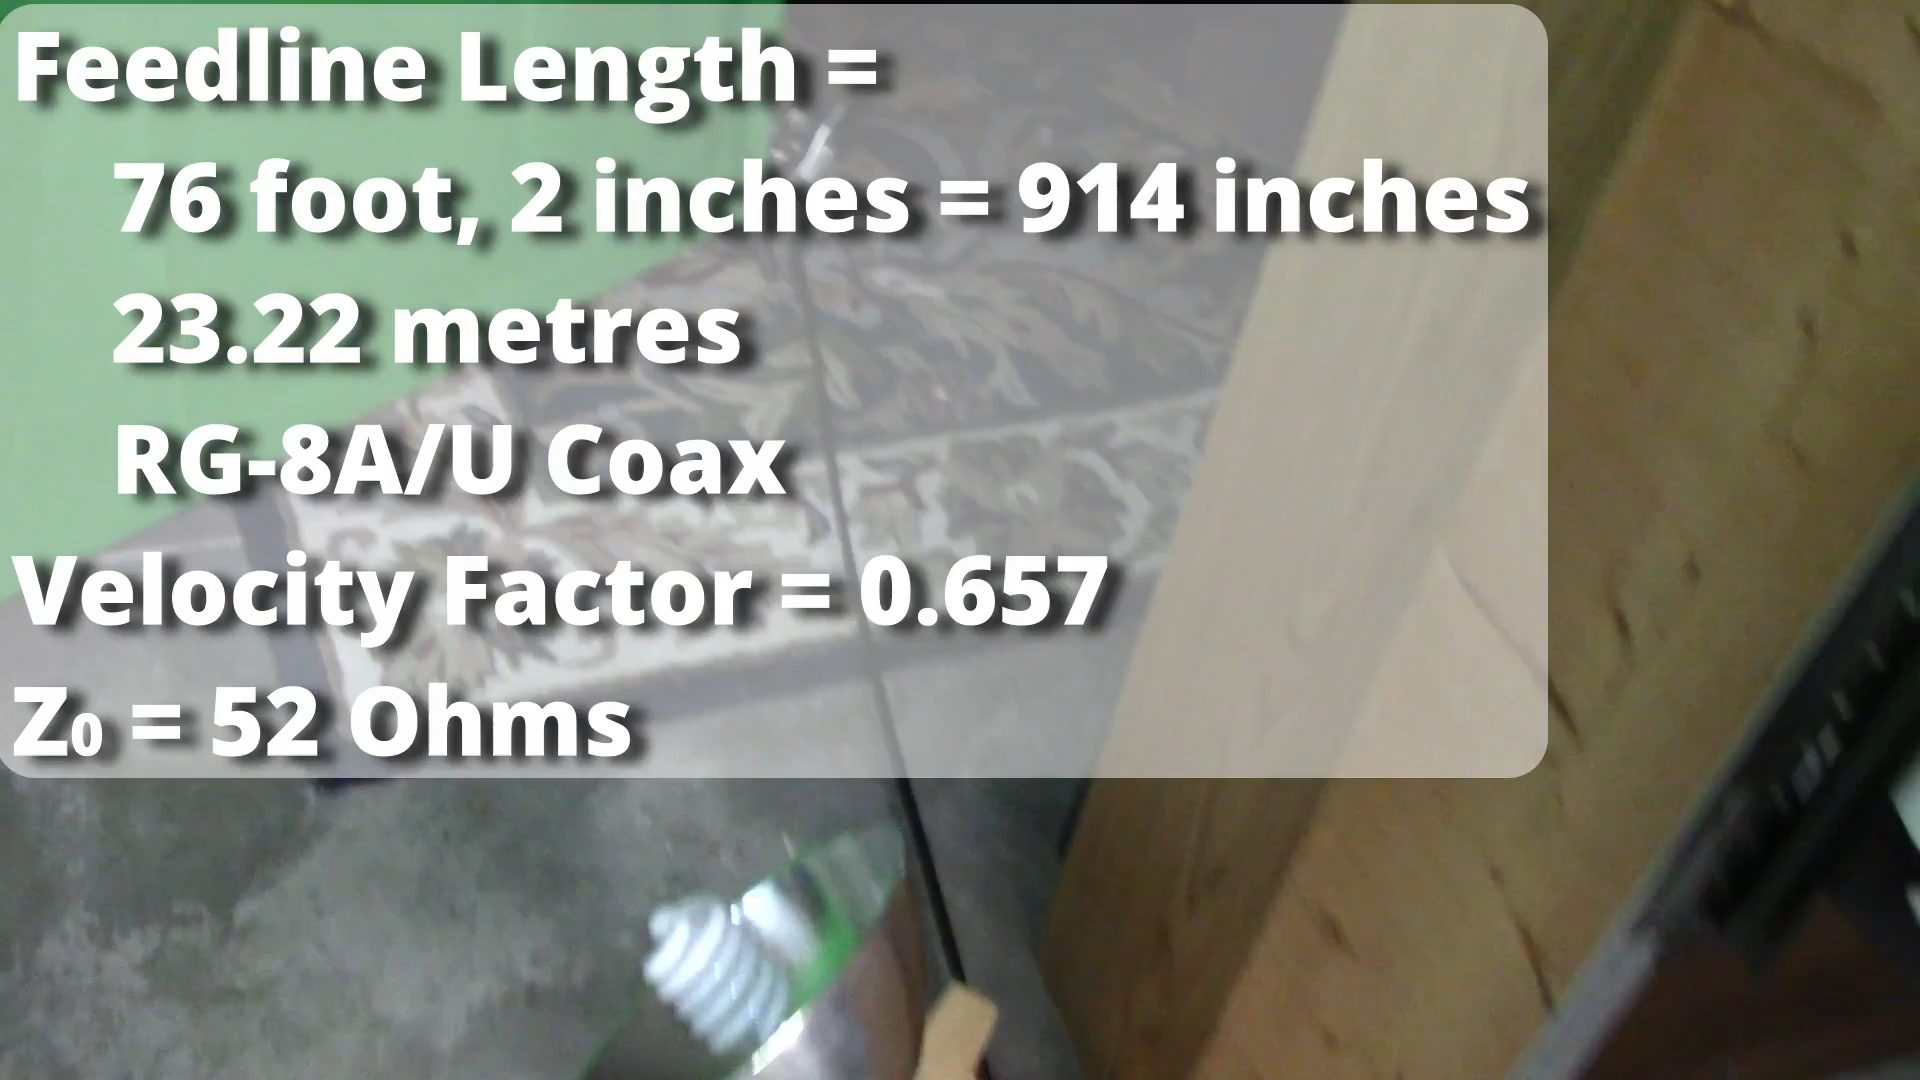 Feedline Length =
76 foot, 2 inches = 914 inches
23.22 metres
RG-8A/U Coax
Velocity Factor = 0.657
Z₀ = 52 Ohms